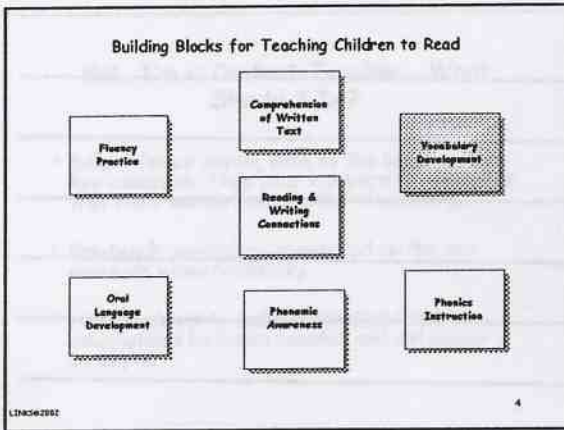 Building Blocks for Teaching Children to Read
Comprehension
of Written
Text
Fluency
Practice
Vocabulary
Development
Reading &
Writing
Connections
Oral
Language
Development
Phonemic
Awareness
Phonics
Instruction
4
LINKS©2002